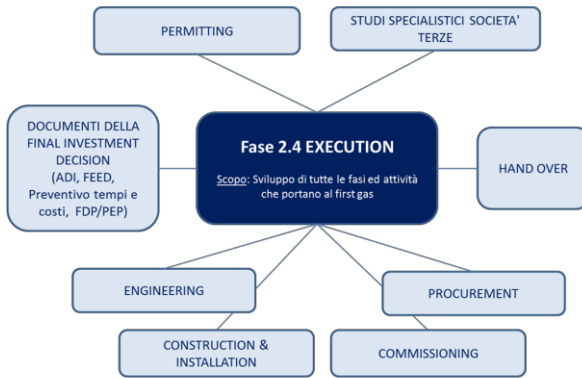 PERMITTING
STUDI SPECIALISTICI SOCIETA'
TERZE
DOCUMENTI DELLA
FINAL INVESTMENT
DECISION
(ADI, FEED,
Preventivo tempi e
costi, FDP/PEP)
Fase 2.4 EXECUTION
Scopo: Sviluppo di tutte le fasi ed attività
che portano al first gas
HAND OVER
ENGINEERING
PROCUREMENT
CONSTRUCTION &
INSTALLATION
COMMISSIONING